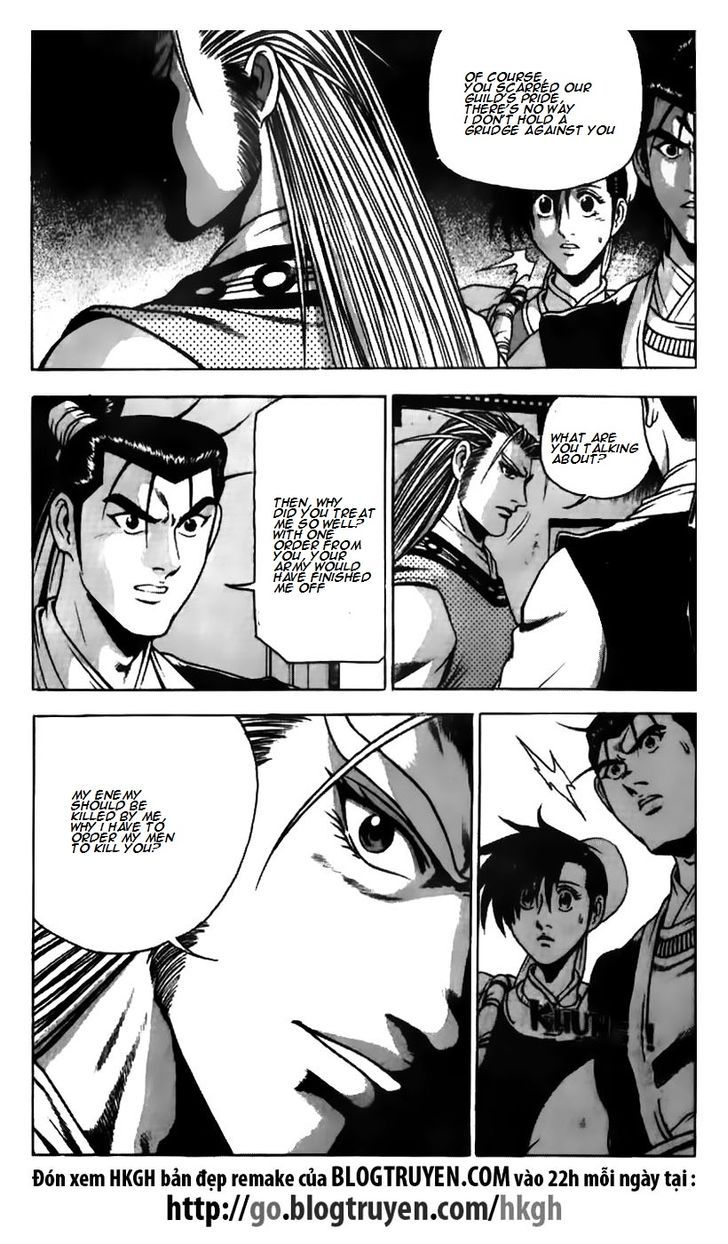 OF COURSE,
YOU SCARRED OUR
GUILD'S PRIDE,
THERE'S NO WAY
I DON'T HOLD A
GRUDGE AGAINST YOU
THEN, WHY
DID YOU TREAT
ME SO WELL?
WITH ONE
ORDER FROM
YOU, YOUR
ARMY WOULD
HAVE FINISHED
ME OFF
WHAT ARE
YOU TALKING
ABOUT?
MY ENEMY
SHOULD BE
KILLED BY ME,
WHY I HAVE TO
ORDER MY MEN
TO KILL YOU?
Đón xem HKGH bản đẹp remake của BLOGTRUYEN.COM vào 22h mỗi ngày tại :
http://go.blogtruyen.com/hkgh